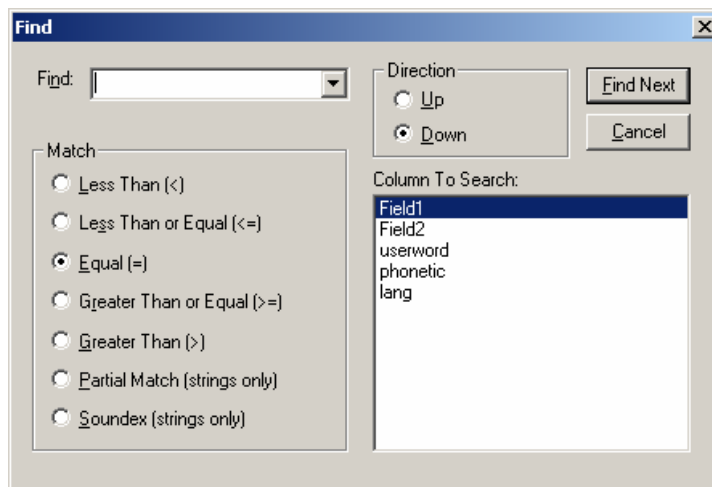 Find
Find:
Direction
Up
Down
Find Next
Cancel
Match
Less Than (<)
Less Than or Equal (<=)
Equal (=)
Greater Than or Equal (>=)
Greater Than (>)
Partial Match (strings only)
Soundex (strings only)
Column To Search:
Field1
Field2
userword
phonetic
lang